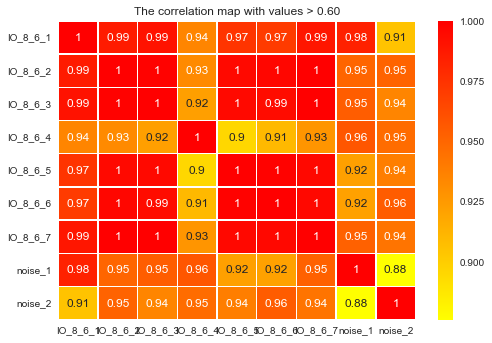 The correlation map with values > 0.60
IO_8_6_1 1 0.99 0.99 0.94 0.97 0.97 0.99 0.98 0.91
IO_8_6_2 0.99 1 1 0.93 1 1 1 0.95 0.95
IO_8_6_3 0.99 1 1 0.92 1 0.99 1 0.95 0.94
IO_8_6_4 0.94 0.93 0.92 1 0.9 0.91 0.93 0.96 0.95
IO_8_6_5 0.97 1 1 0.9 1 1 1 0.92 0.94
IO_8_6_6 0.97 1 0.99 0.91 1 1 1 0.92 0.96
IO_8_6_7 0.99 1 1 0.93 1 1 1 0.95 0.94
noise_1 0.98 0.95 0.95 0.96 0.92 0.92 0.95 1 0.88
noise_2 0.91 0.95 0.94 0.95 0.94 0.96 0.94 0.88 1
IO_8_6_1 IO_8_6_2 IO_8_6_3 IO_8_6_4 IO_8_6_5 IO_8_6_6 IO_8_6_7 noise_1 noise_2
1.000
0.975
0.950
0.925
0.900